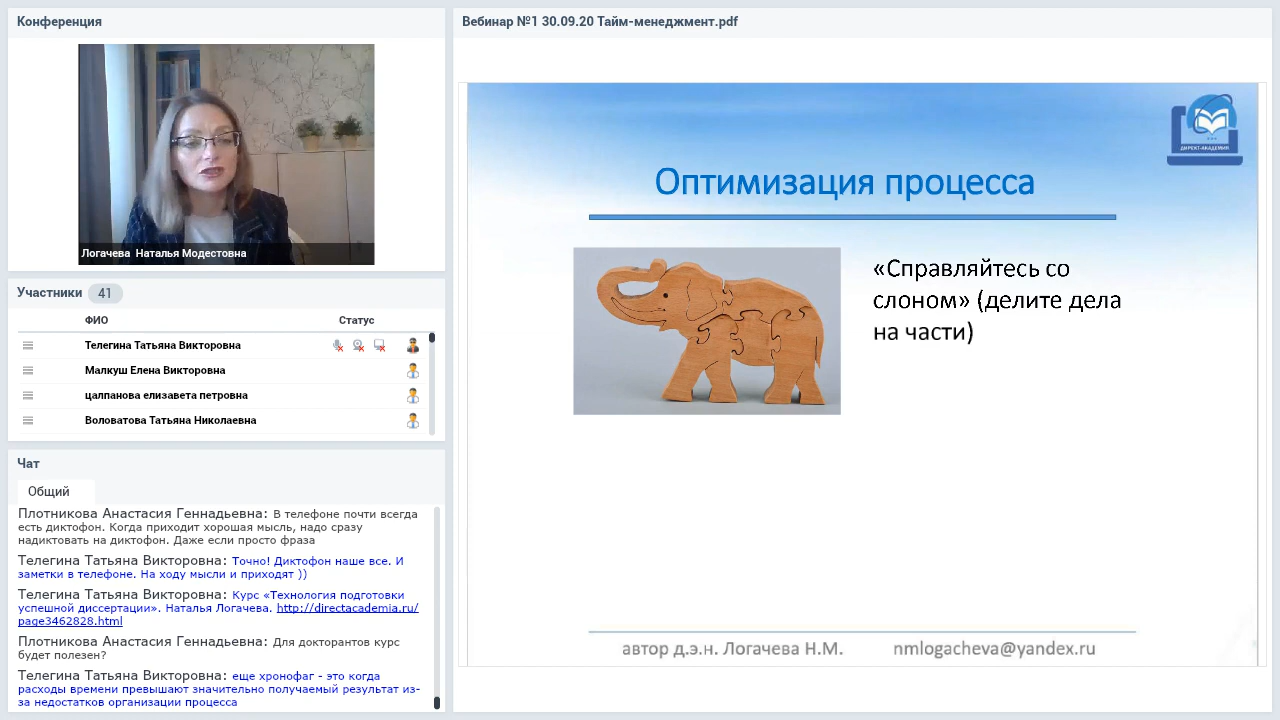 Конференция
Логачева Наталья Модестовна
Участники 41
ФИО Статус
Телегина Татьяна Викторовна
Малкуш Елена Викторовна
цалпанова елизавета петровна
Воловатова Татьяна Николаевна
Чат
Общий
Плотникова Анастасия Геннадьевна: В телефоне почти всегда
есть диктофон. Когда приходит хорошая мысль, надо сразу
надиктовать на диктофон. Даже если просто фраза
Телегина Татьяна Викторовна: Точно! Диктофон наше все. И
заметки в телефоне. На ходу мысли и приходят ))
Телегина Татьяна Викторовна: Курс «Технология подготовки
успешной диссертации». Наталья Логачева. http://directacademia.ru/
page3462828.html
Плотникова Анастасия Геннадьевна: Для докторантов курс
будет полезен?
Телегина Татьяна Викторовна: еще хронофаг - это когда
расходы времени превышают значительно получаемый результат из-
за недостатков организации процесса
Вебинар №1 30.09.20 Тайм-менеджмент.pdf
ДИРЕКТ-АКАДЕМИЯ
Оптимизация процесса
«Справляйтесь со
слоном» (делите дела
на части)
автор д.э.н. Логачева Н.М. nmlogacheva@yandex.ru